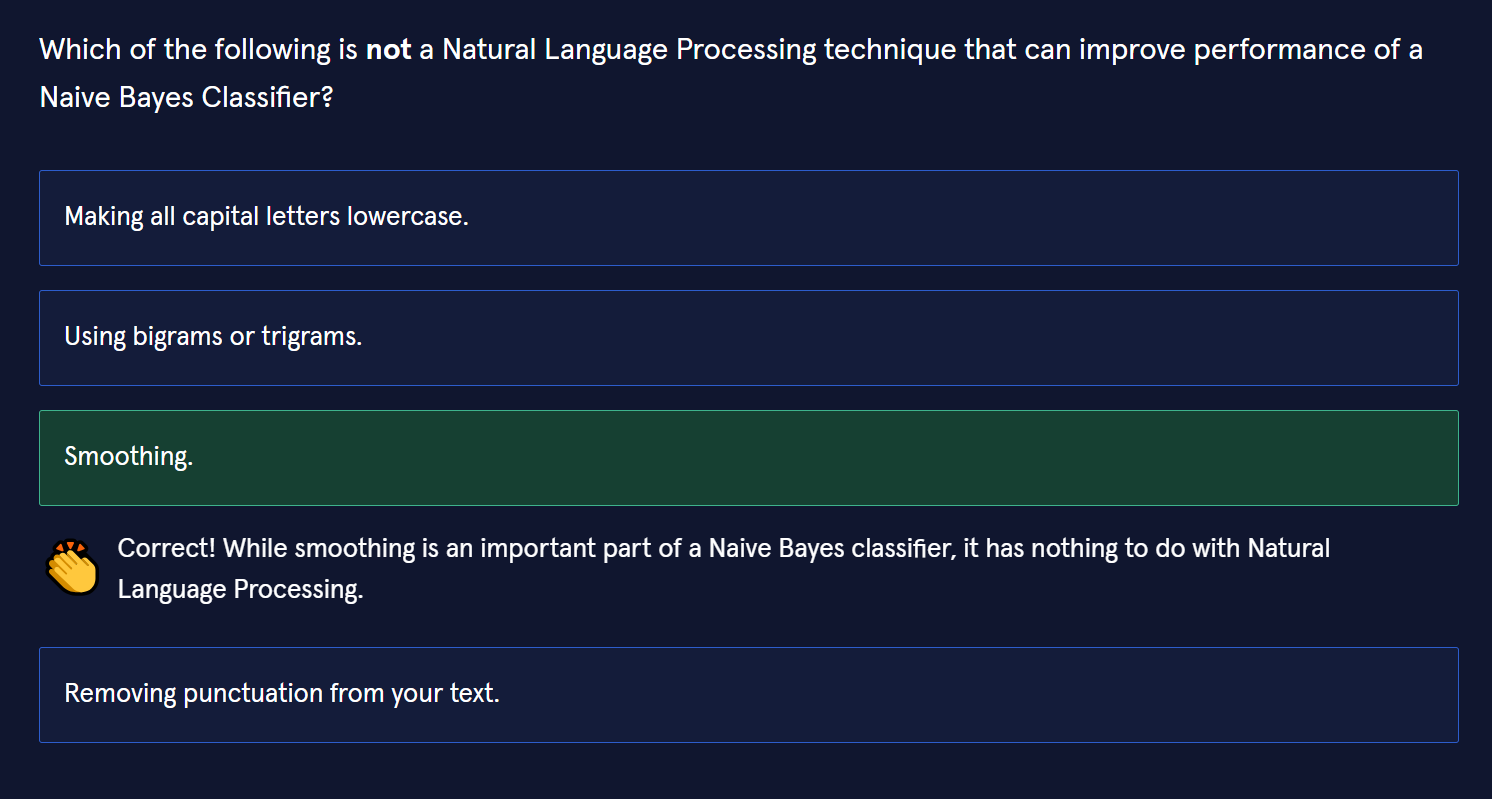 Which of the following is not a Natural Language Processing technique that can improve performance of a
Naive Bayes Classifier?
Making all capital letters lowercase.
Using bigrams or trigrams.
Smoothing.
Correct! While smoothing is an important part of a Naive Bayes classifier, it has nothing to do with Natural
Language Processing.
Removing punctuation from your text.